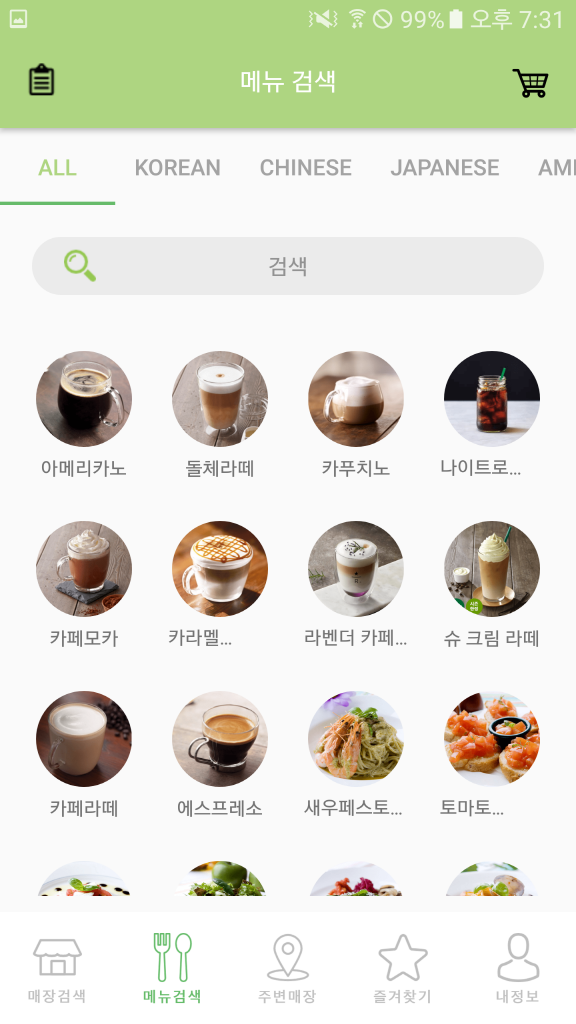 99% 오후 7:31
메뉴 검색
ALL KOREAN CHINESE JAPANESE AM
검색
아메리카노 돌체라떼 카푸치노 나이트로...
카페모카 카라멜... 라벤더 카페... 슈 크림 라떼
카페라떼 에스프레소 새우페스토... 토마토...
매장검색 메뉴검색 주변매장 즐겨찾기 내정보